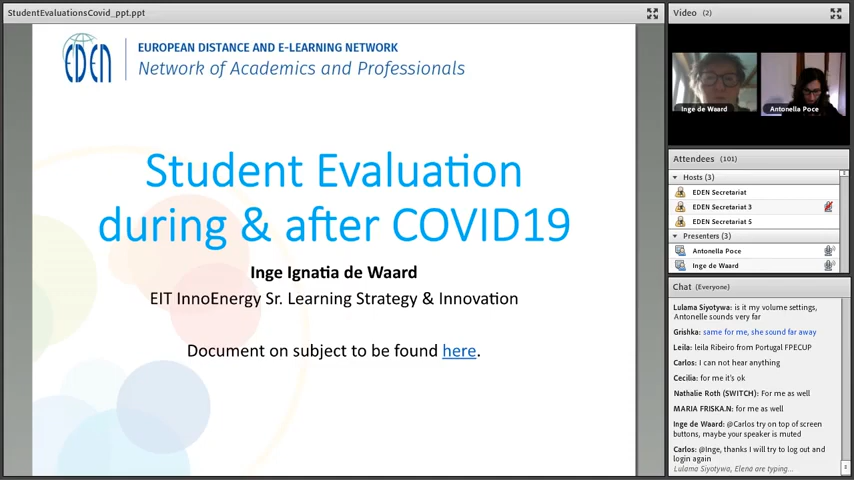 StudentEvaluationsCovid_ppt.ppt
EDEN
EUROPEAN DISTANCE AND E-LEARNING NETWORK
Network of Academics and Professionals
Student Evaluation
during & after COVID19
Inge Ignatia de Waard
EIT InnoEnergy Sr. Learning Strategy & Innovation
Document on subject to be found here.
Video (2)
Inge de Waard
Antonella Poce
Attendees (101)
Hosts (3)
EDEN Secretariat
EDEN Secretariat 3
EDEN Secretariat 5
Presenters (3)
Antonella Poce
Inge de Waard
Chat (Everyone)
Lulama Siyotywa: is it my volume settings,
Antonelle sounds very far
Grishka: same for me, she sound far away
Leila: leila Ribeiro from Portugal FPECUP
Carlos: I can not hear anything
Cecilia: for me it's ok
Nathalie Roth (SWITCH): For me as well
MARIA FRISKA.N: for me as well
Inge de Waard: @Carlos try on top of screen
buttons, maybe your speaker is muted
Carlos: @Inge, thanks I will try to log out and
login again
Lulama Siyotywa, Elena are typing...